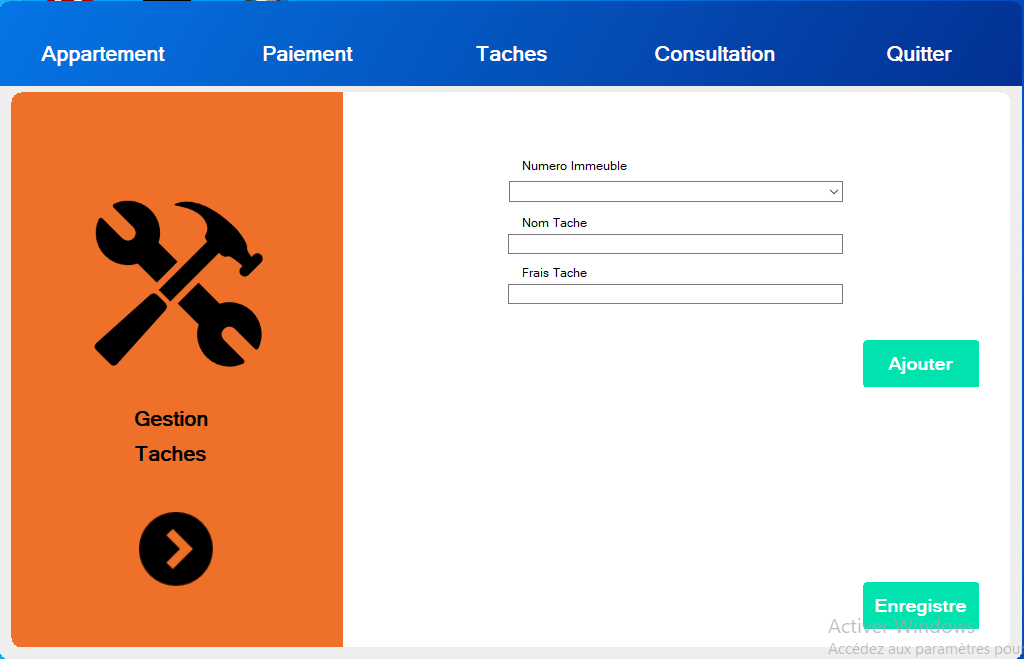 Appartement Paiement Taches Consultation Quitter
Numero Immeuble
Nom Tache
Frais Tache
Ajouter
Gestion
Taches
Enregistre
Activer Windows
Accédez aux paramètres pour